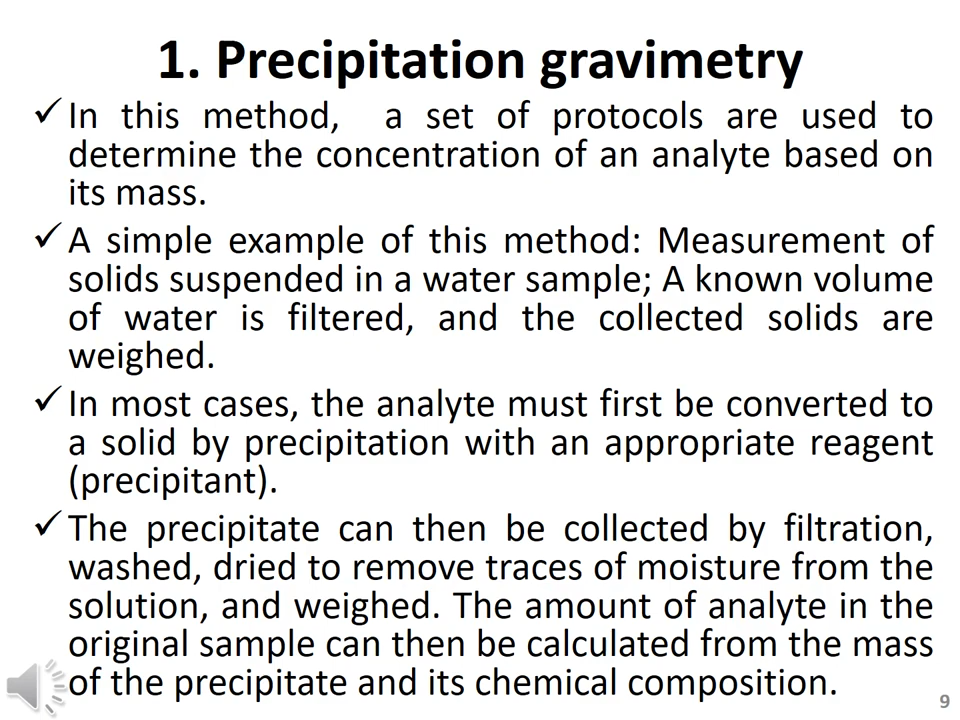 1. Precipitation gravimetry
✓ In this method, a set of protocols are used to
determine the concentration of an analyte based on
its mass.
✓ A simple example of this method: Measurement of
solids suspended in a water sample; A known volume
of water is filtered, and the collected solids are
weighed.
✓ In most cases, the analyte must first be converted to
a solid by precipitation with an appropriate reagent
(precipitant).
✓ The precipitate can then be collected by filtration,
washed, dried to remove traces of moisture from the
solution, and weighed. The amount of analyte in the
original sample can then be calculated from the mass
of the precipitate and its chemical composition.
9